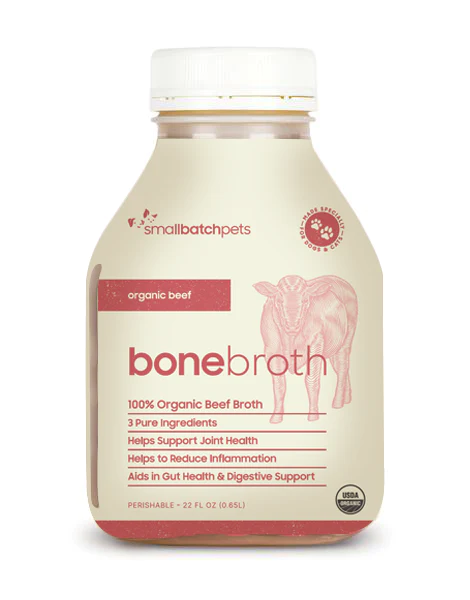 smallbatchpets
MADE SPECIALLY
FOR DOGS & CATS
organic beef
bonebroth
100% Organic Beef Broth
3 Pure Ingredients
Helps Support Joint Health
Helps to Reduce Inflammation
Aids in Gut Health & Digestive Support
USDA
ORGANIC
PERISHABLE • 22 FL OZ (0.65L)